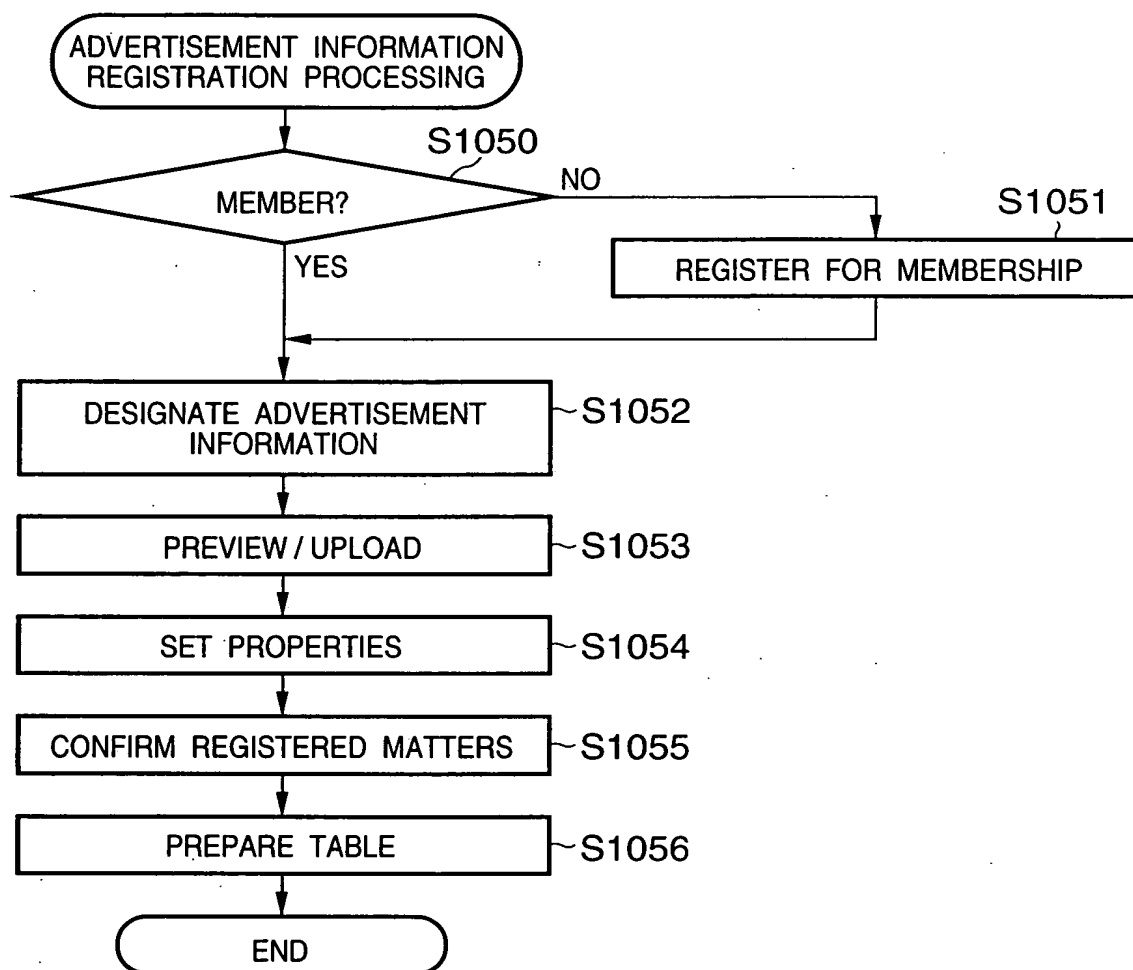 ADVERTISEMENT INFORMATION
REGISTRATION PROCESSING
S1050
MEMBER?
NO
YES
S1051
REGISTER FOR MEMBERSHIP
DESIGNATE ADVERTISEMENT
INFORMATION
S1052
PREVIEW / UPLOAD
S1053
SET PROPERTIES
S1054
CONFIRM REGISTERED MATTERS
S1055
PREPARE TABLE
S1056
END